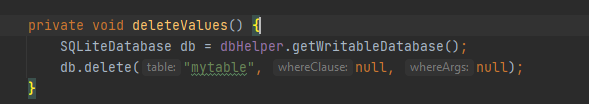 private void deleteValues() {
SQLiteDatabase db = dbHelper.getWritableDatabase();
db.delete( table: "mytable", whereClause: null, whereArgs: null);
}